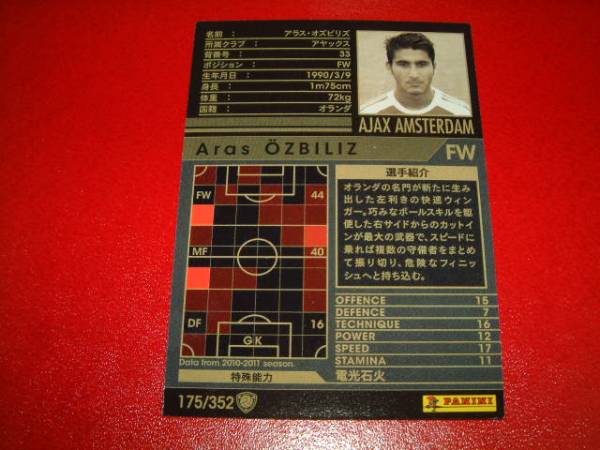 名前： アラス・オズビリズ
所属クラブ： アヤックス
背番号： 33
ポジション： FW
生年月日： 1990/3/9
身長： 1m75cm
体重： 72kg
国籍： オランダ
AJAX AMSTERDAM
Aras ÖZBILIZ FW
FW 44
MF 40
DF 16
GK
Data from 2010-2011 season.
選手紹介
オランダの名門が新たに生み
出した左利きの快速ウィン
ガー。巧みなボールスキルを駆
使した右サイドからのカットイ
ンが最大の武器で、スピードに
乗れば複数の守備者をまとめ
て振り切り、危険なフィニッ
シュへと持ち込む。
OFFENCE 15
DEFENCE 7
TECHNIQUE 16
POWER 12
SPEED 17
STAMINA 11
特殊能力 電光石火
175/352
PANINI